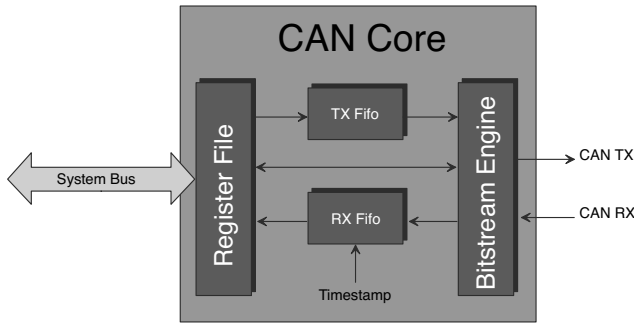 CAN Core
TX Fifo
Register File
Bitstream Engine
System Bus
CAN TX
RX Fifo
CAN RX
Timestamp